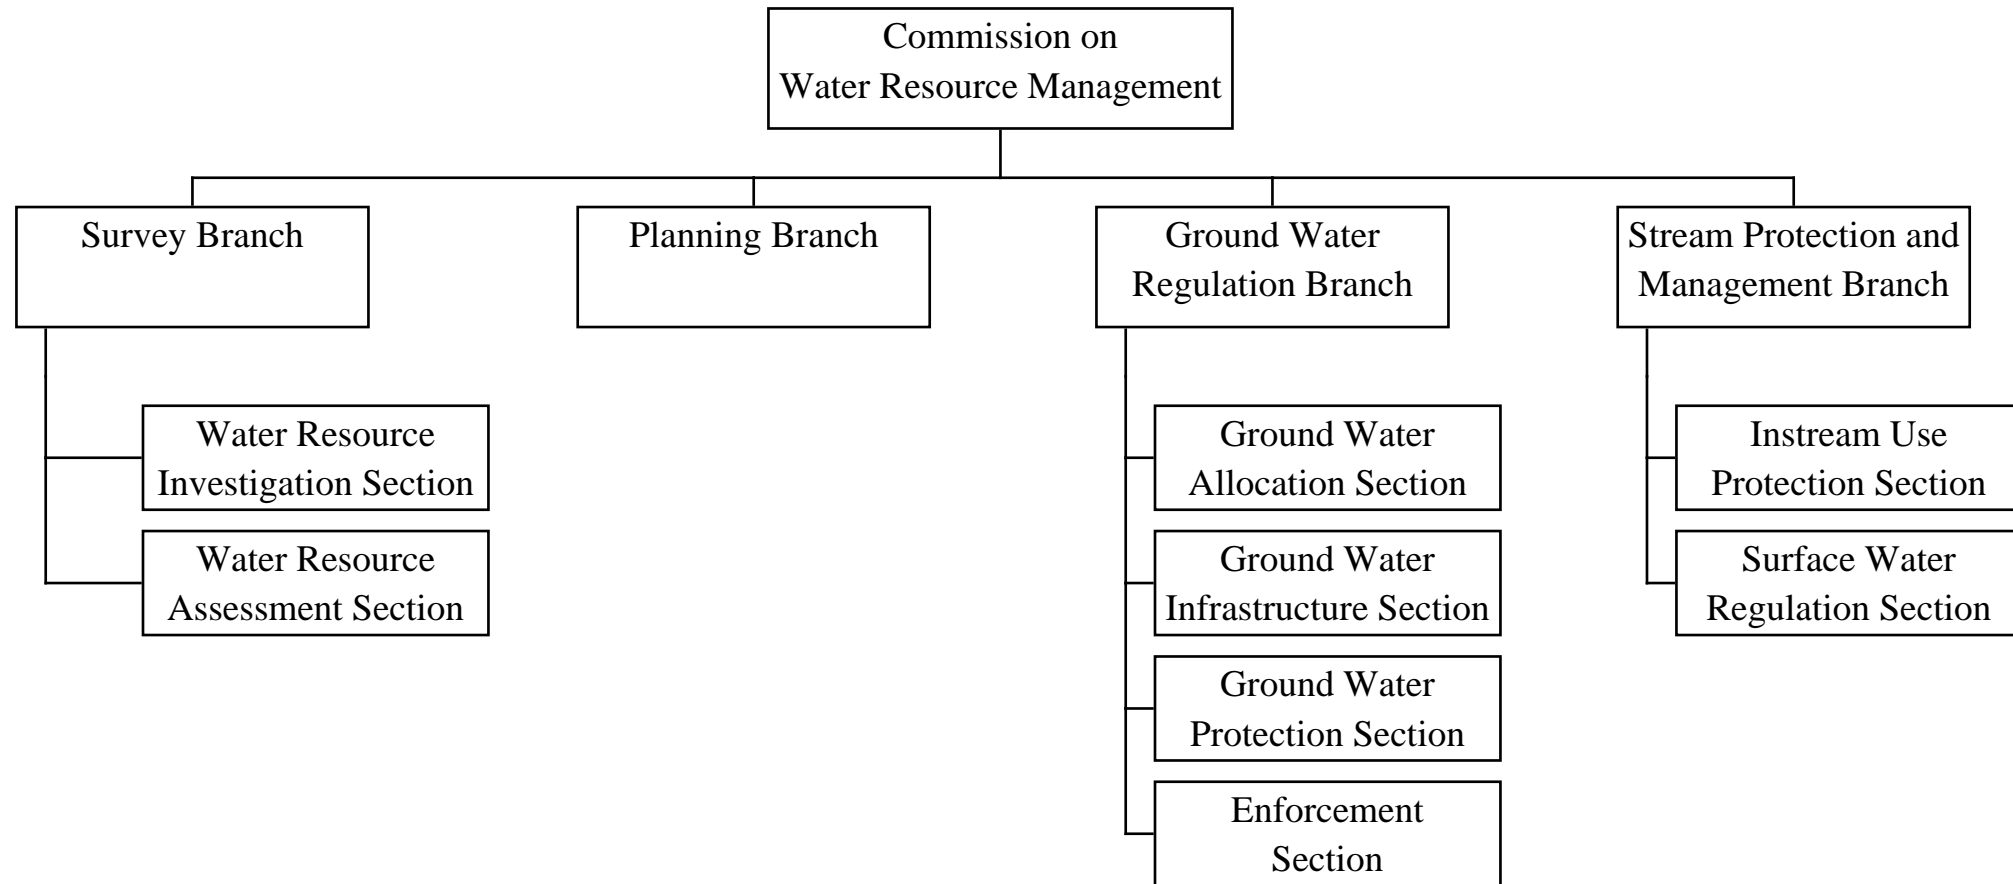 Commission on
Water Resource Management
Survey Branch
Planning Branch
Ground Water
Regulation Branch
Stream Protection and
Management Branch
Water Resource
Investigation Section
Water Resource
Assessment Section
Ground Water
Allocation Section
Ground Water
Infrastructure Section
Ground Water
Protection Section
Enforcement
Section
Instream Use
Protection Section
Surface Water
Regulation Section